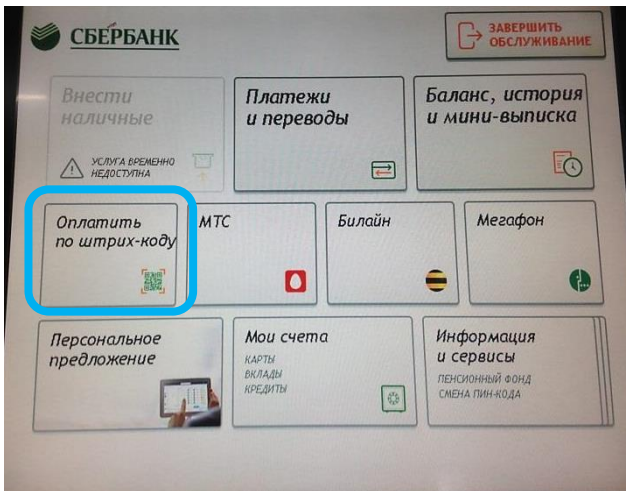 СБЕРБАНК
ЗАВЕРШИТЬ
ОБСЛУЖИВАНИЕ
Внести
наличные
УСЛУГА ВРЕМЕННО
НЕДОСТУПНА
Платежи
и переводы
Баланс, история
и мини-выписка
Оплатить
по штрих-коду
МТС
Билайн
Мегафон
Персональное
предложение
Мои счета
КАРТЫ
ВКЛАДЫ
КРЕДИТЫ
Информация
и сервисы
ПЕНСИОННЫЙ ФОНД
СМЕНА ПИН-КОДА